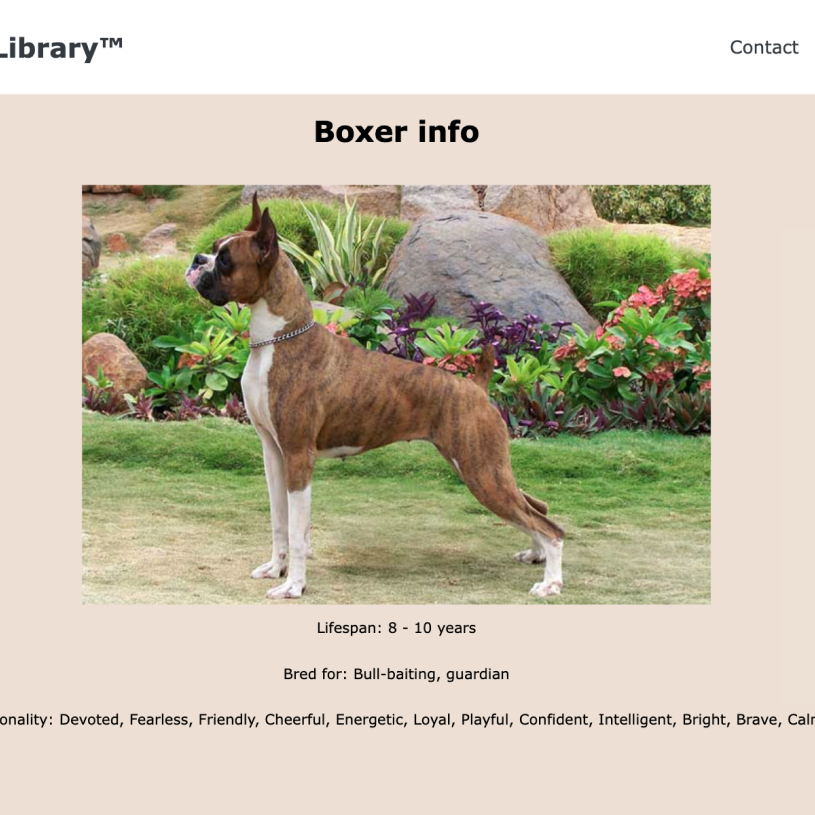 Library™
Contact
Boxer info
Lifespan: 8 - 10 years
Bred for: Bull-baiting, guardian
onality: Devoted, Fearless, Friendly, Cheerful, Energetic, Loyal, Playful, Confident, Intelligent, Bright, Brave, Cal